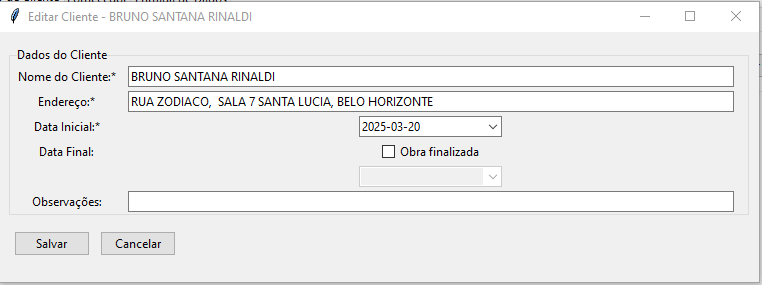 Editar Cliente - BRUNO SANTANA RINALDI
Dados do Cliente
Nome do Cliente:* BRUNO SANTANA RINALDI
Endereço:* RUA ZODIACO,  SALA 7 SANTA LUCIA, BELO HORIZONTE
Data Inicial:* 2025-03-20
Data Final: Obra finalizada
Observações:
Salvar Cancelar